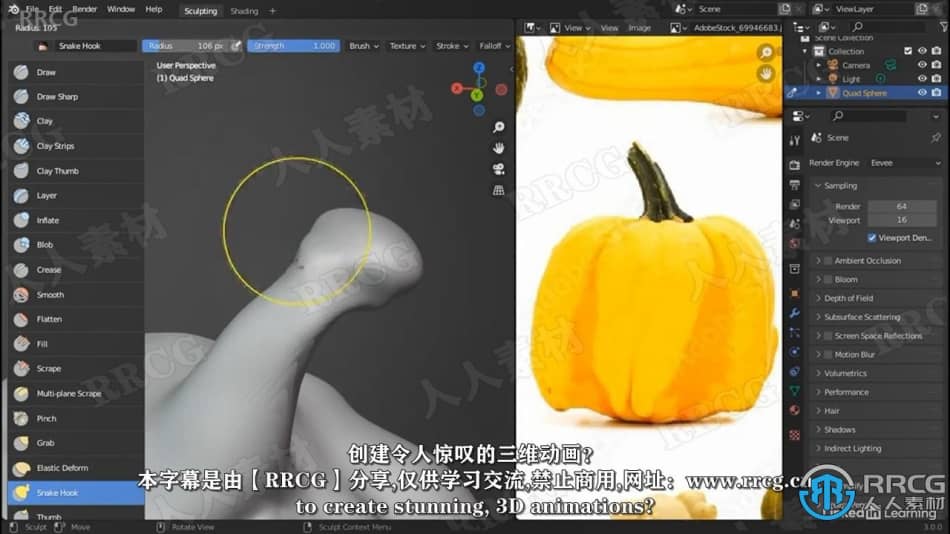 File Edit Render Window Help Sculpting Shading +
Scene ViewLayer
RRCG
Radius: 105
Snake Hook Radius 106 px Strength 1.000 Brush Texture Stroke Falloff
View View Image AdobeStock_69946683.j
User Perspective
(1) Quad Sphere
Z
X
Y
Draw
Draw Sharp
Clay
Clay Strips
Clay Thumb
Layer
Inflate
Blob
Crease
Smooth
Flatten
Fill
Scrape
Multi-plane Scrape
Pinch
Grab
Elastic Deform
Snake Hook
Thumb
Scene Collection
Collection
Camera
Light
Quad Sphere
Scene
Render Engine Eevee
Sampling
Render 64
Viewport 16
Viewport Den...
Ambient Occlusion
Bloom
Depth of Field
Subsurface Scattering
Screen Space Reflections
Motion Blur
Volumetrics
Performance
Hair
Shadows
Indirect Lighting
人人素材
RRCG
创建令人惊叹的三维动画?
本字幕是由【RRCG】分享,仅供学习交流,禁止商用,网址：www.rrcg.cn
to create stunning, 3D animations?
RRCG
人人素材
LinkedIn Learning
Sculpt Move Rotate View Sculpt Context Menu 3.0.0